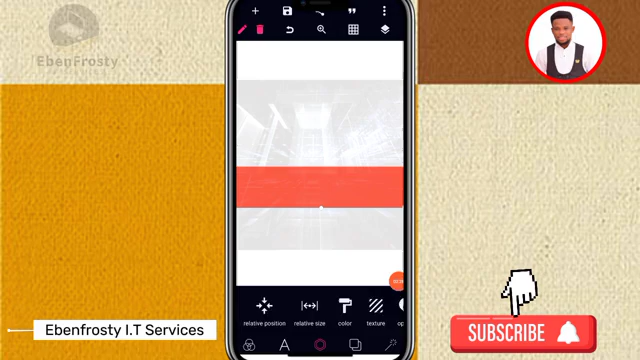 EbenFrosty
relative position
relative size
color
texture
Ebenfrosty I.T Services
SUBSCRIBE